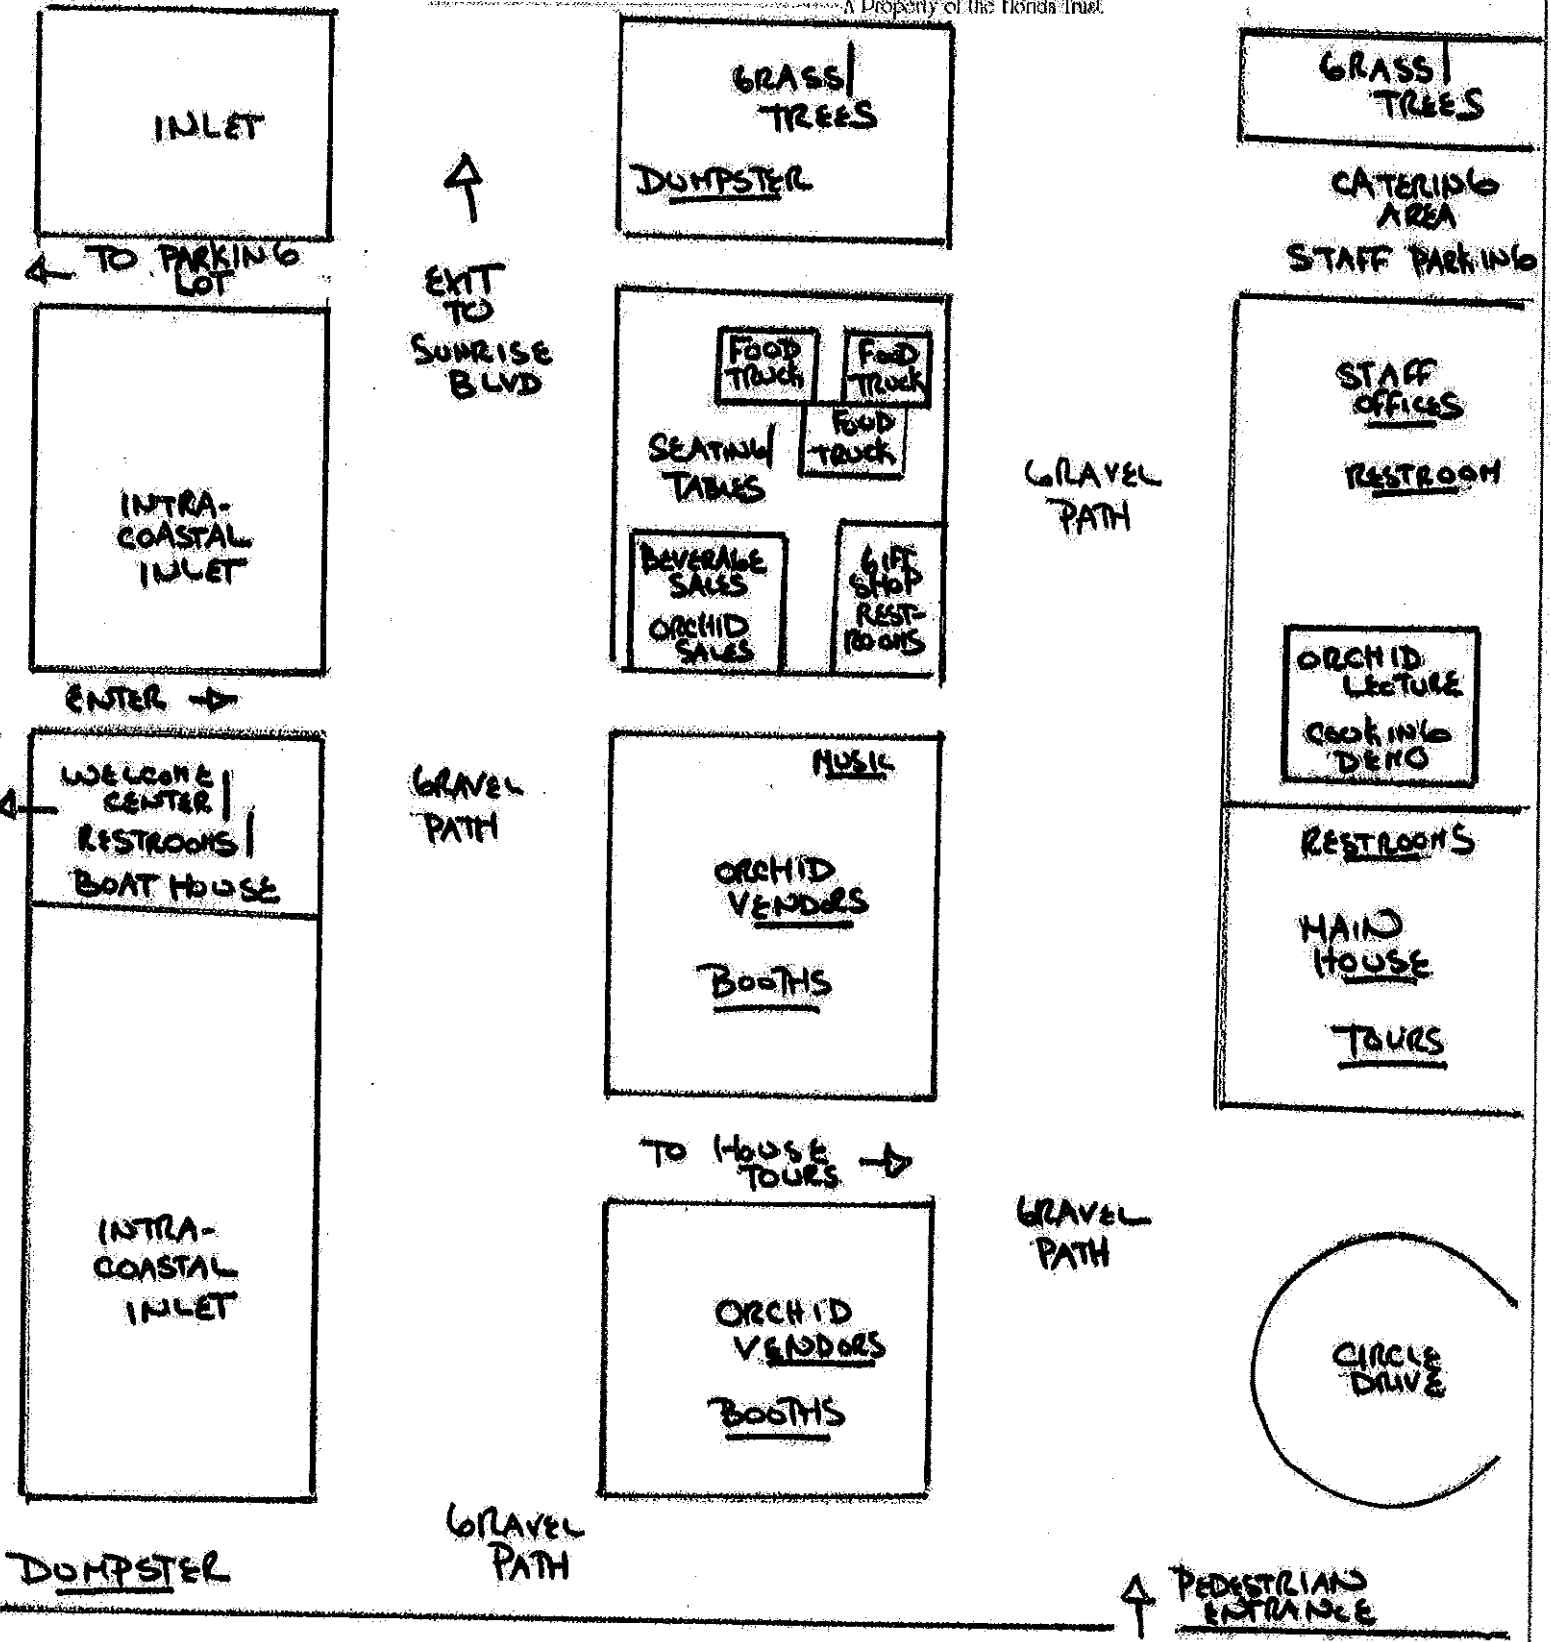 A Property of the Florida Trust
INLET
TO PARKING
LOT
INTRA-
COASTAL
INLET
ENTER
WELCOME
CENTER/
RESTROOMS/
BOAT HOUSE
INTRA-
COASTAL
INLET
DUMPSTER
EXIT
TO
SUNRISE
BLVD
GRAVEL
PATH
GRAVEL
PATH
GRASS/
TREES
DUMPSTER
FOOD
TRUCK
FOOD
TRUCK
FOOD
TRUCK
SEATING/
TABLES
BEVERAGE
SALES
ORCHID
SALES
GIFT
SHOP
REST-
ROOMS
MUSIC
ORCHID
VENDORS
BOOTHS
TO HOUSE
TOURS
ORCHID
VENDORS
BOOTHS
GRAVEL
PATH
GRAVEL
PATH
GRASS/
TREES
CATERING
AREA
STAFF PARKING
STAFF
OFFICES
RESTROOM
ORCHID
LECTURE
COOKING
DEMO
RESTROOMS
MAIN
HOUSE
TOURS
CIRCLE
DRIVE
PEDESTRIAN
ENTRANCE